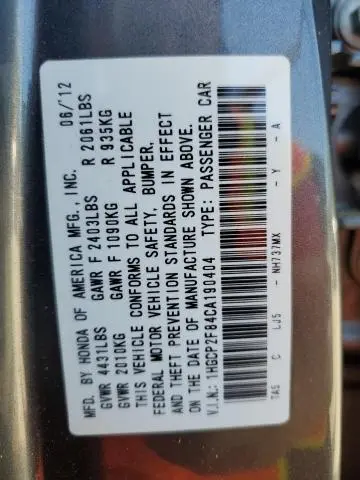 MFD. BY HONDA OF AMERICA MFG., INC. 06/12
GVWR 4431LBS GAWR F 2403LBS R 2061LBS
GVWR 2010KG GAWR F 1090KG R 935KG
THIS VEHICLE CONFORMS TO ALL APPLICABLE
FEDERAL MOTOR VEHICLE SAFETY, BUMPER,
AND THEFT PREVENTION STANDARDS IN EFFECT
ON THE DATE OF MANUFACTURE SHOWN ABOVE.
V.I.N.: 1HGCP2F84CA190404 TYPE: PASSENGER CAR
TA5 C LJ5 - NH737MX - Y - A